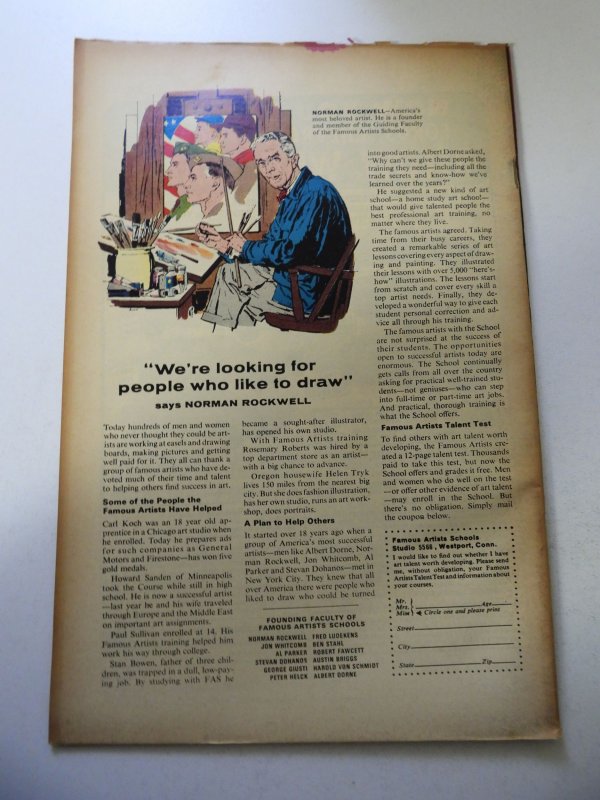 NORMAN ROCKWELL—America's
most beloved artist. He is a founder
and member of the Guiding Faculty
of the Famous Artists Schools.
"We're looking for
people who like to draw"
says NORMAN ROCKWELL
Today hundreds of men and women
who never thought they could be art-
ists are working at easels and drawing
boards, making pictures and getting
well paid for it. They all can thank a
group of famous artists who have de-
voted much of their time and talent
to helping others find success in art.
Some of the People the
Famous Artists Have Helped
Carl Koch was an 18 year old ap-
prentice in a Chicago art studio when
he enrolled. Today he prepares ads
for such companies as General
Motors and Firestone—has won five
gold medals.
Howard Sanden of Minneapolis
took the Course while still in high
school. He is now a successful artist
—last year he and his wife traveled
through Europe and the Middle East
on important art assignments.
Paul Sullivan enrolled at 14. His
Famous Artists training helped him
work his way through college.
Stan Bowen, father of three chil-
dren, was trapped in a dull, low-pay-
ing job. By studying with FAS he
became a sought-after illustrator,
has opened his own studio.
With Famous Artists training
Rosemary Roberts was hired by a
top department store as an artist—
with a big chance to advance.
Oregon housewife Helen Tryk
lives 150 miles from the nearest big
city. But she does fashion illustration,
has her own studio, runs an art work-
shop, does portraits.
A Plan to Help Others
It started over 18 years ago when a
group of America's most successful
artists—men like Albert Dorne, Nor-
man Rockwell, Jon Whitcomb, Al
Parker and Stevan Dohanos—met in
New York City. They knew that all
over America there were people who
liked to draw who could be turned
FOUNDING FACULTY OF
FAMOUS ARTISTS SCHOOLS
NORMAN ROCKWELL FRED LUDEKENS
JON WHITCOMB BEN STAHL
AL PARKER ROBERT FAWCETT
STEVAN DOHANOS AUSTIN BRIGGS
GEORGE GIUSTI HAROLD VON SCHMIDT
PETER HELCK ALBERT DORNE
into good artists. Albert Dorne asked,
"Why can't we give these people the
training they need—including all the
trade secrets and know-how we've
learned over the years?"
He suggested a new kind of art
school—a home study art school—
that would give talented people the
best professional art training, no
matter where they live.
The famous artists agreed. Taking
time from their busy careers, they
created a remarkable series of art
lessons covering every aspect of draw-
ing and painting. They illustrated
their lessons with over 5,000 "here's-
how" illustrations. The lessons start
from scratch and cover every skill a
top artist needs. Finally, they de-
veloped a wonderful way to give each
student personal correction and ad-
vice all through his training.
The famous artists with the School
are not surprised at the success of
their students. The opportunities
open to successful artists today are
enormous. The School continually
gets calls from all over the country
asking for practical well-trained stu-
dents—not geniuses—who can step
into full-time or part-time art jobs.
And practical, thorough training is
what the School offers.
Famous Artists Talent Test
To find others with art talent worth
developing, the Famous Artists cre-
ated a 12-page talent test. Thousands
paid to take this test, but now the
School offers and grades it free. Men
and women who do well on the test
—or offer other evidence of art talent
—may enroll in the School. But
there's no obligation. Simply mail
the coupon below.
Famous Artists Schools
Studio 5568, Westport, Conn.
I would like to find out whether I have
art talent worth developing. Please send
me, without obligation, your Famous
Artists Talent Test and information about
your courses.
Mr.
Mrs. Age
Miss Circle one and please print
Street
City
State Zip